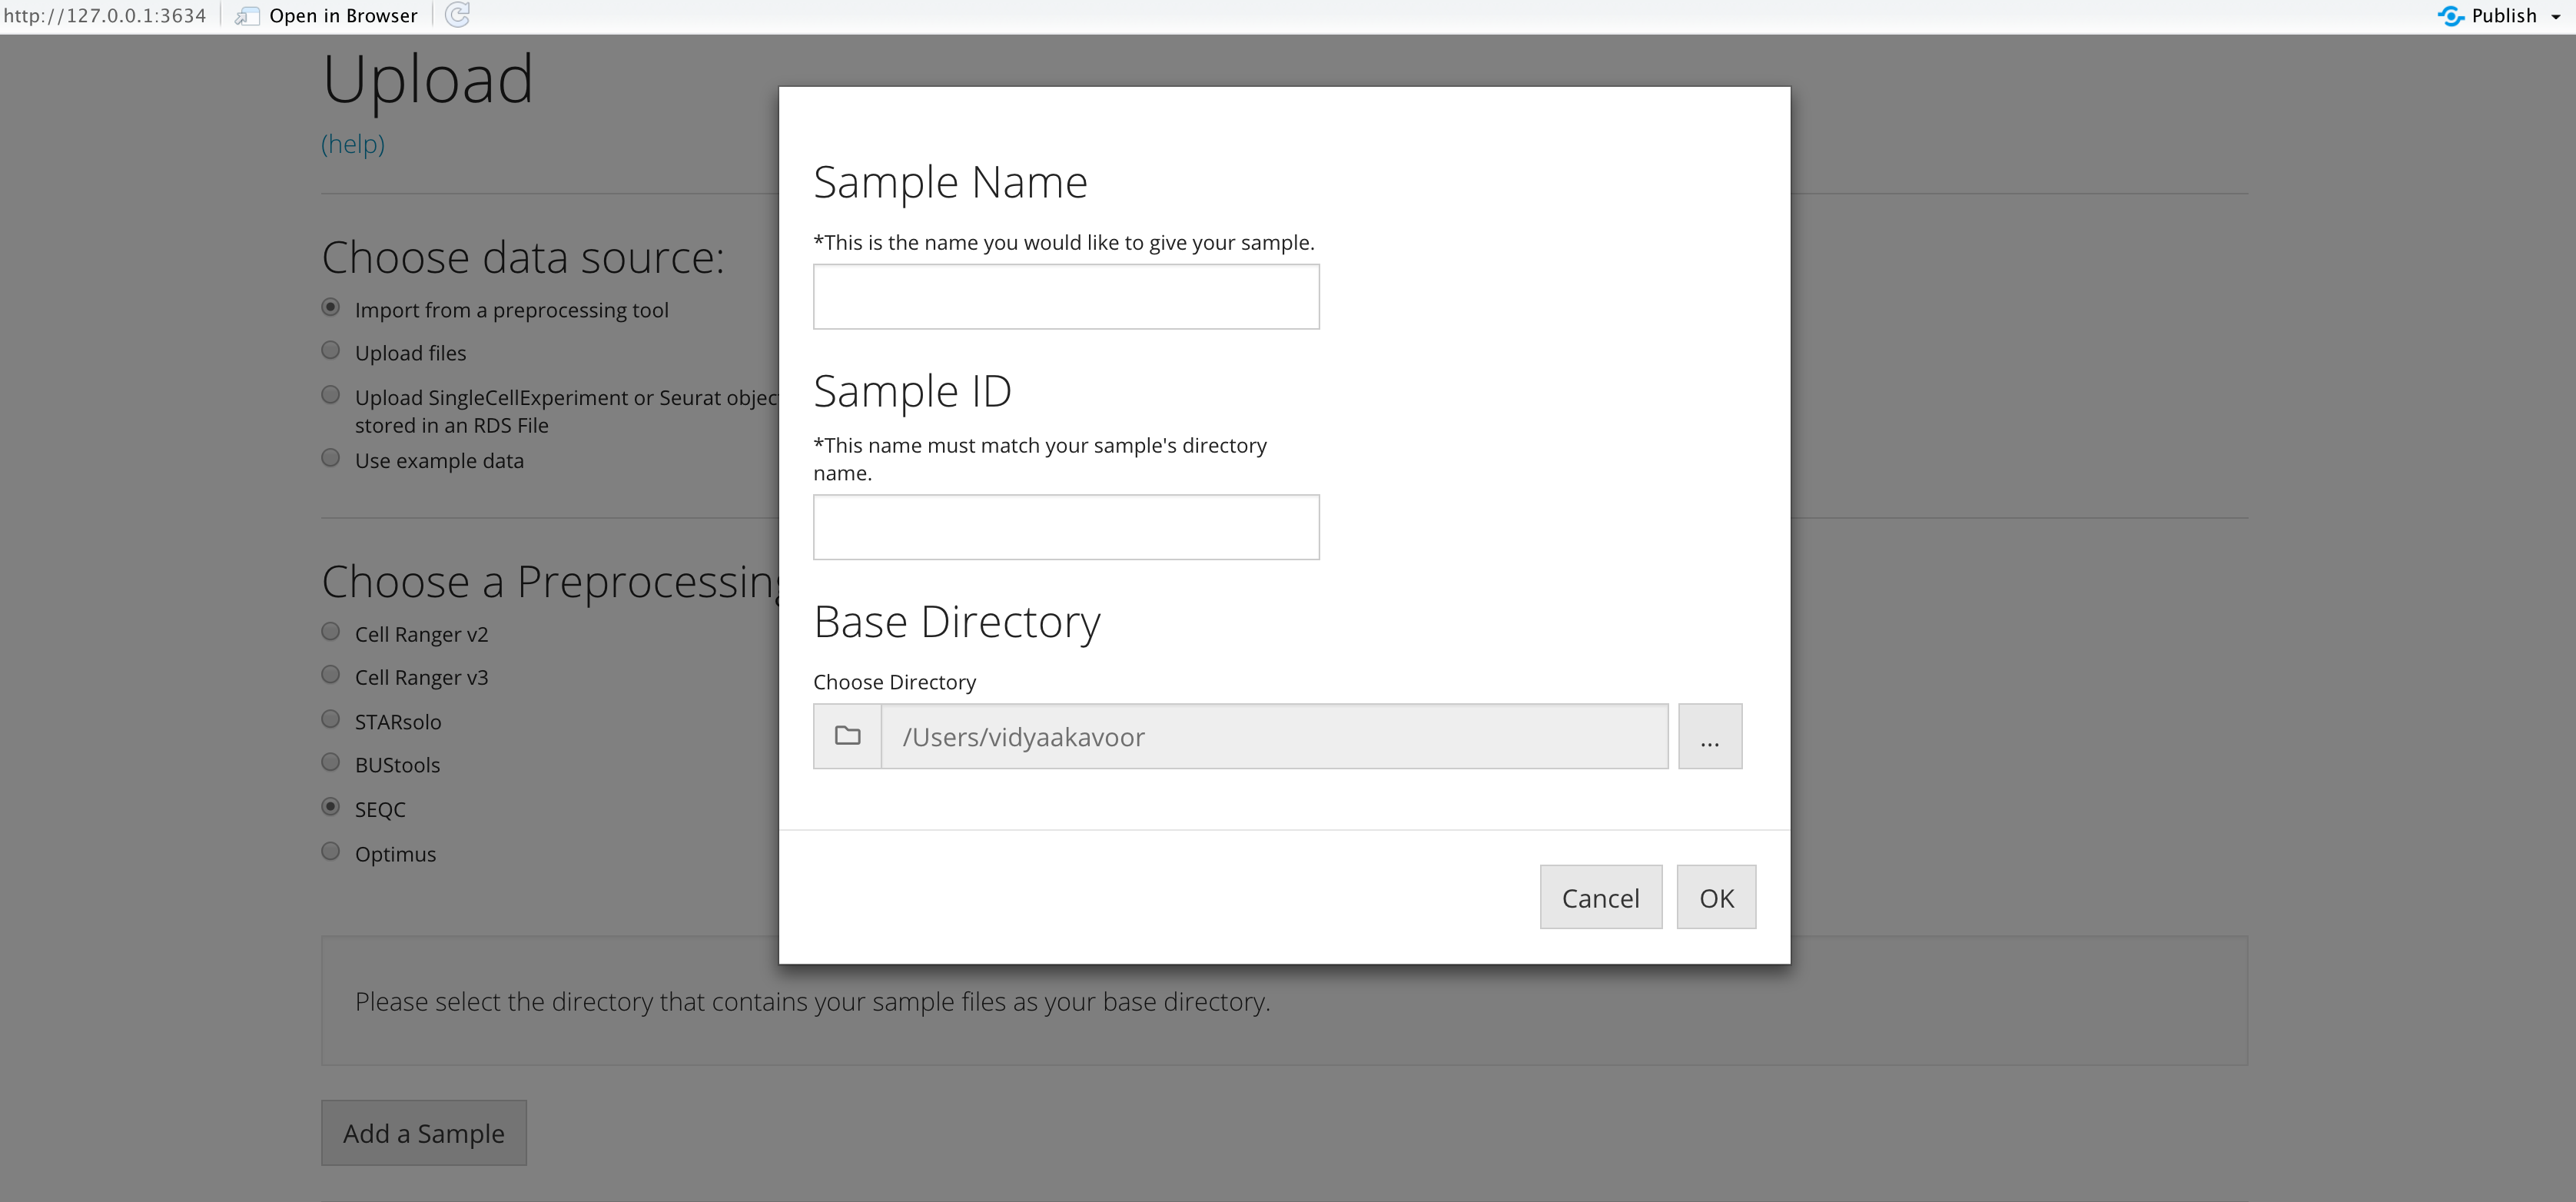 http://127.0.0.1:3634
Open in Browser
Publish
Upload
(help)
Choose data source:
Import from a preprocessing tool
Upload files
Upload SingleCellExperiment or Seurat objec
stored in an RDS File
Use example data
Choose a Preprocessing
Cell Ranger v2
Cell Ranger v3
STARsolo
BUStools
SEQC
Optimus
Please select the directory that contains your sample files as your base directory.
Add a Sample
Sample Name
*This is the name you would like to give your sample.
Sample ID
*This name must match your sample's directory
name.
Base Directory
Choose Directory
/Users/vidyaakavoor
...
Cancel
OK